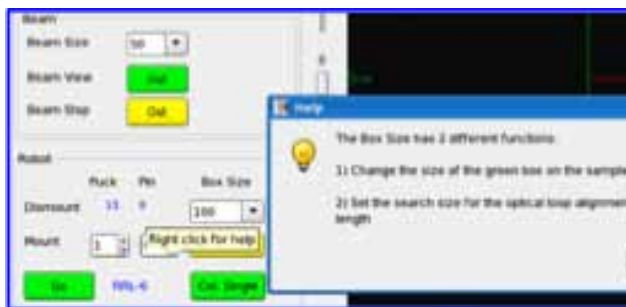 Beam
Beam Size 50
Beam View Out
Beam Stop Out
Robot
Puck Pin Box Size
Dismount 100
Mount 1
Right click for help
Go
Help
The Box Size has 2 different functions:
1) Change the size of the green box on the sample
2) Set the search size for the optical loop alignment
length